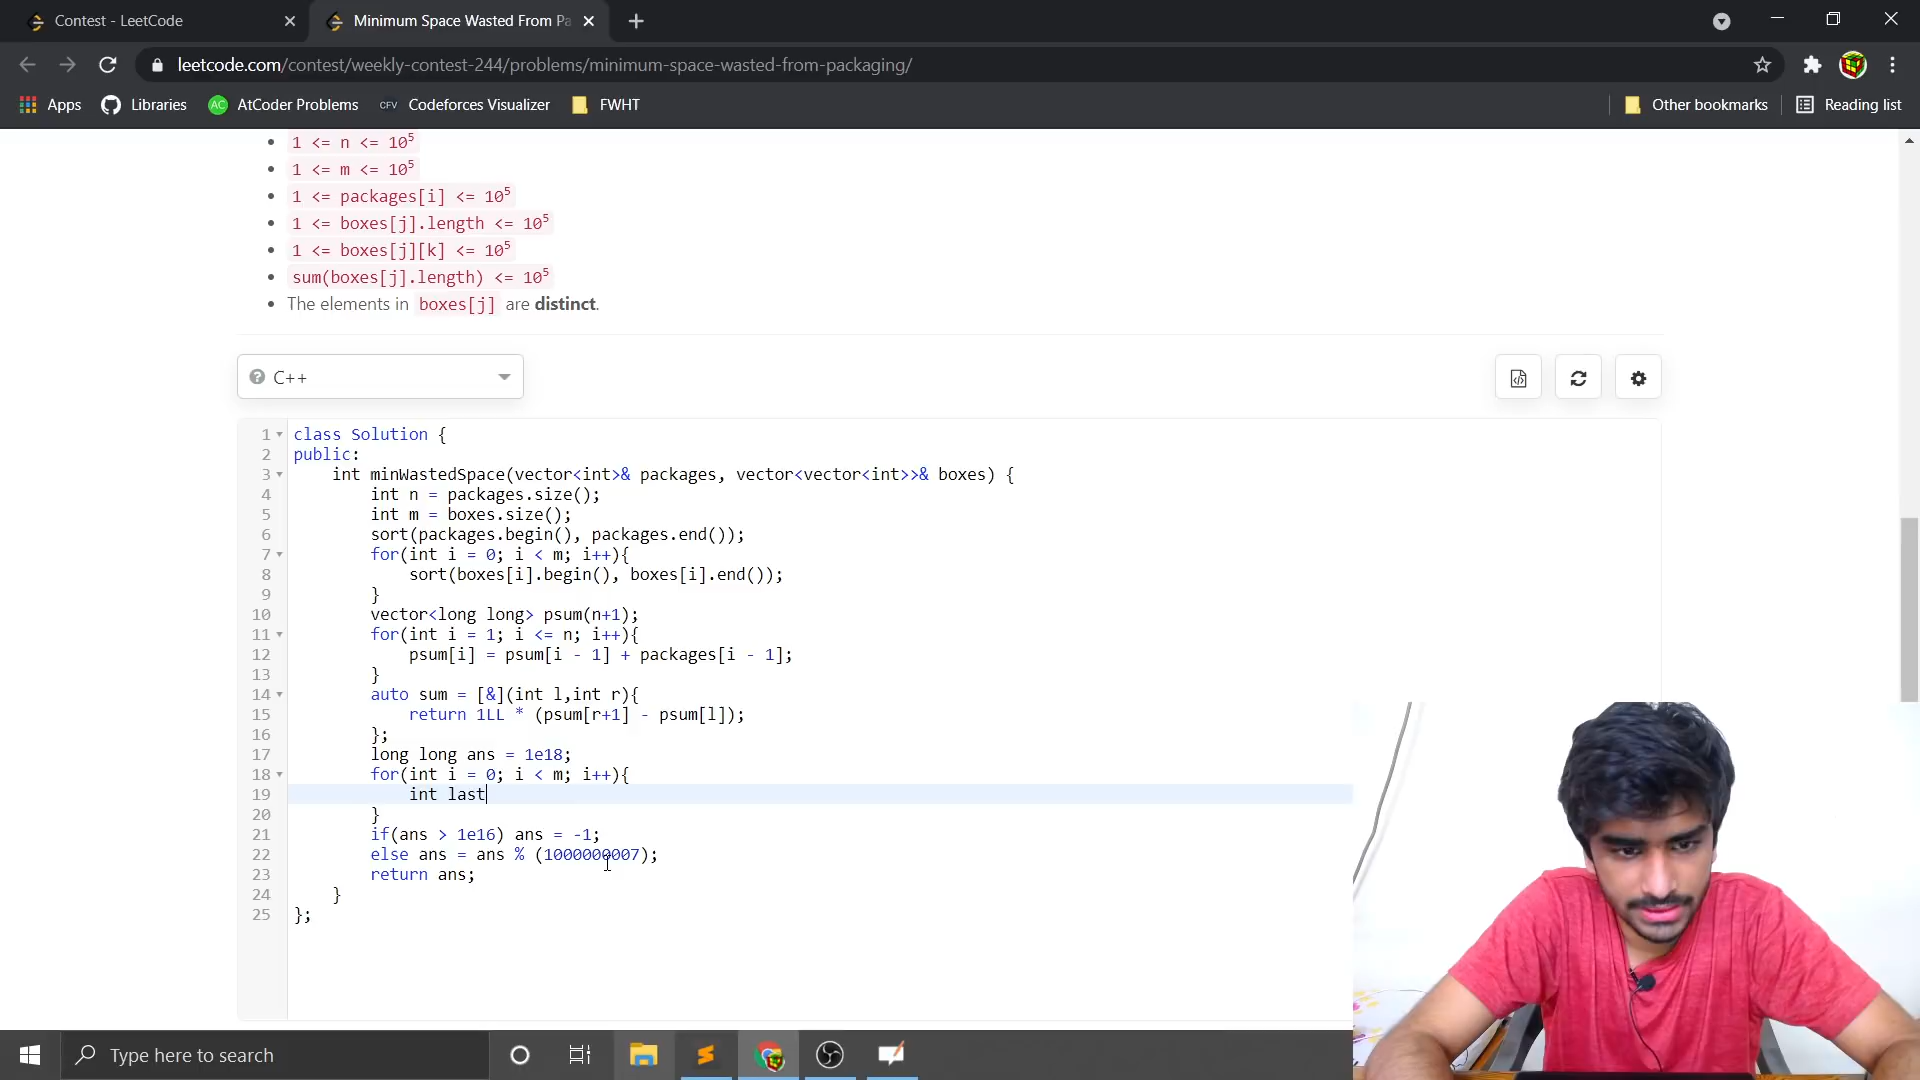 Contest - LeetCode
Minimum Space Wasted From Pa
leetcode.com/contest/weekly-contest-244/problems/minimum-space-wasted-from-packaging/
Apps Libraries AC AtCoder Problems CFV Codeforces Visualizer FWHT Other bookmarks Reading list
1 <= n <= 10^5
1 <= m <= 10^5
1 <= packages[i] <= 10^5
1 <= boxes[j].length <= 10^5
1 <= boxes[j][k] <= 10^5
sum(boxes[j].length) <= 10^5
The elements in boxes[j] are distinct.
? C++
1 class Solution {
2 public:
3 int minWastedSpace(vector<int>& packages, vector<vector<int>>& boxes) {
4 int n = packages.size();
5 int m = boxes.size();
6 sort(packages.begin(), packages.end());
7 for(int i = 0; i < m; i++){
8 sort(boxes[i].begin(), boxes[i].end());
9 }
10 vector<long long> psum(n+1);
11 for(int i = 1; i <= n; i++){
12 psum[i] = psum[i - 1] + packages[i - 1];
13 }
14 auto sum = [&](int l,int r){
15 return 1LL * (psum[r+1] - psum[l]);
16 };
17 long long ans = 1e18;
18 for(int i = 0; i < m; i++){
19 int last
20 }
21 if(ans > 1e16) ans = -1;
22 else ans = ans % (1000000007);
23 return ans;
24 }
25 };
Type here to search